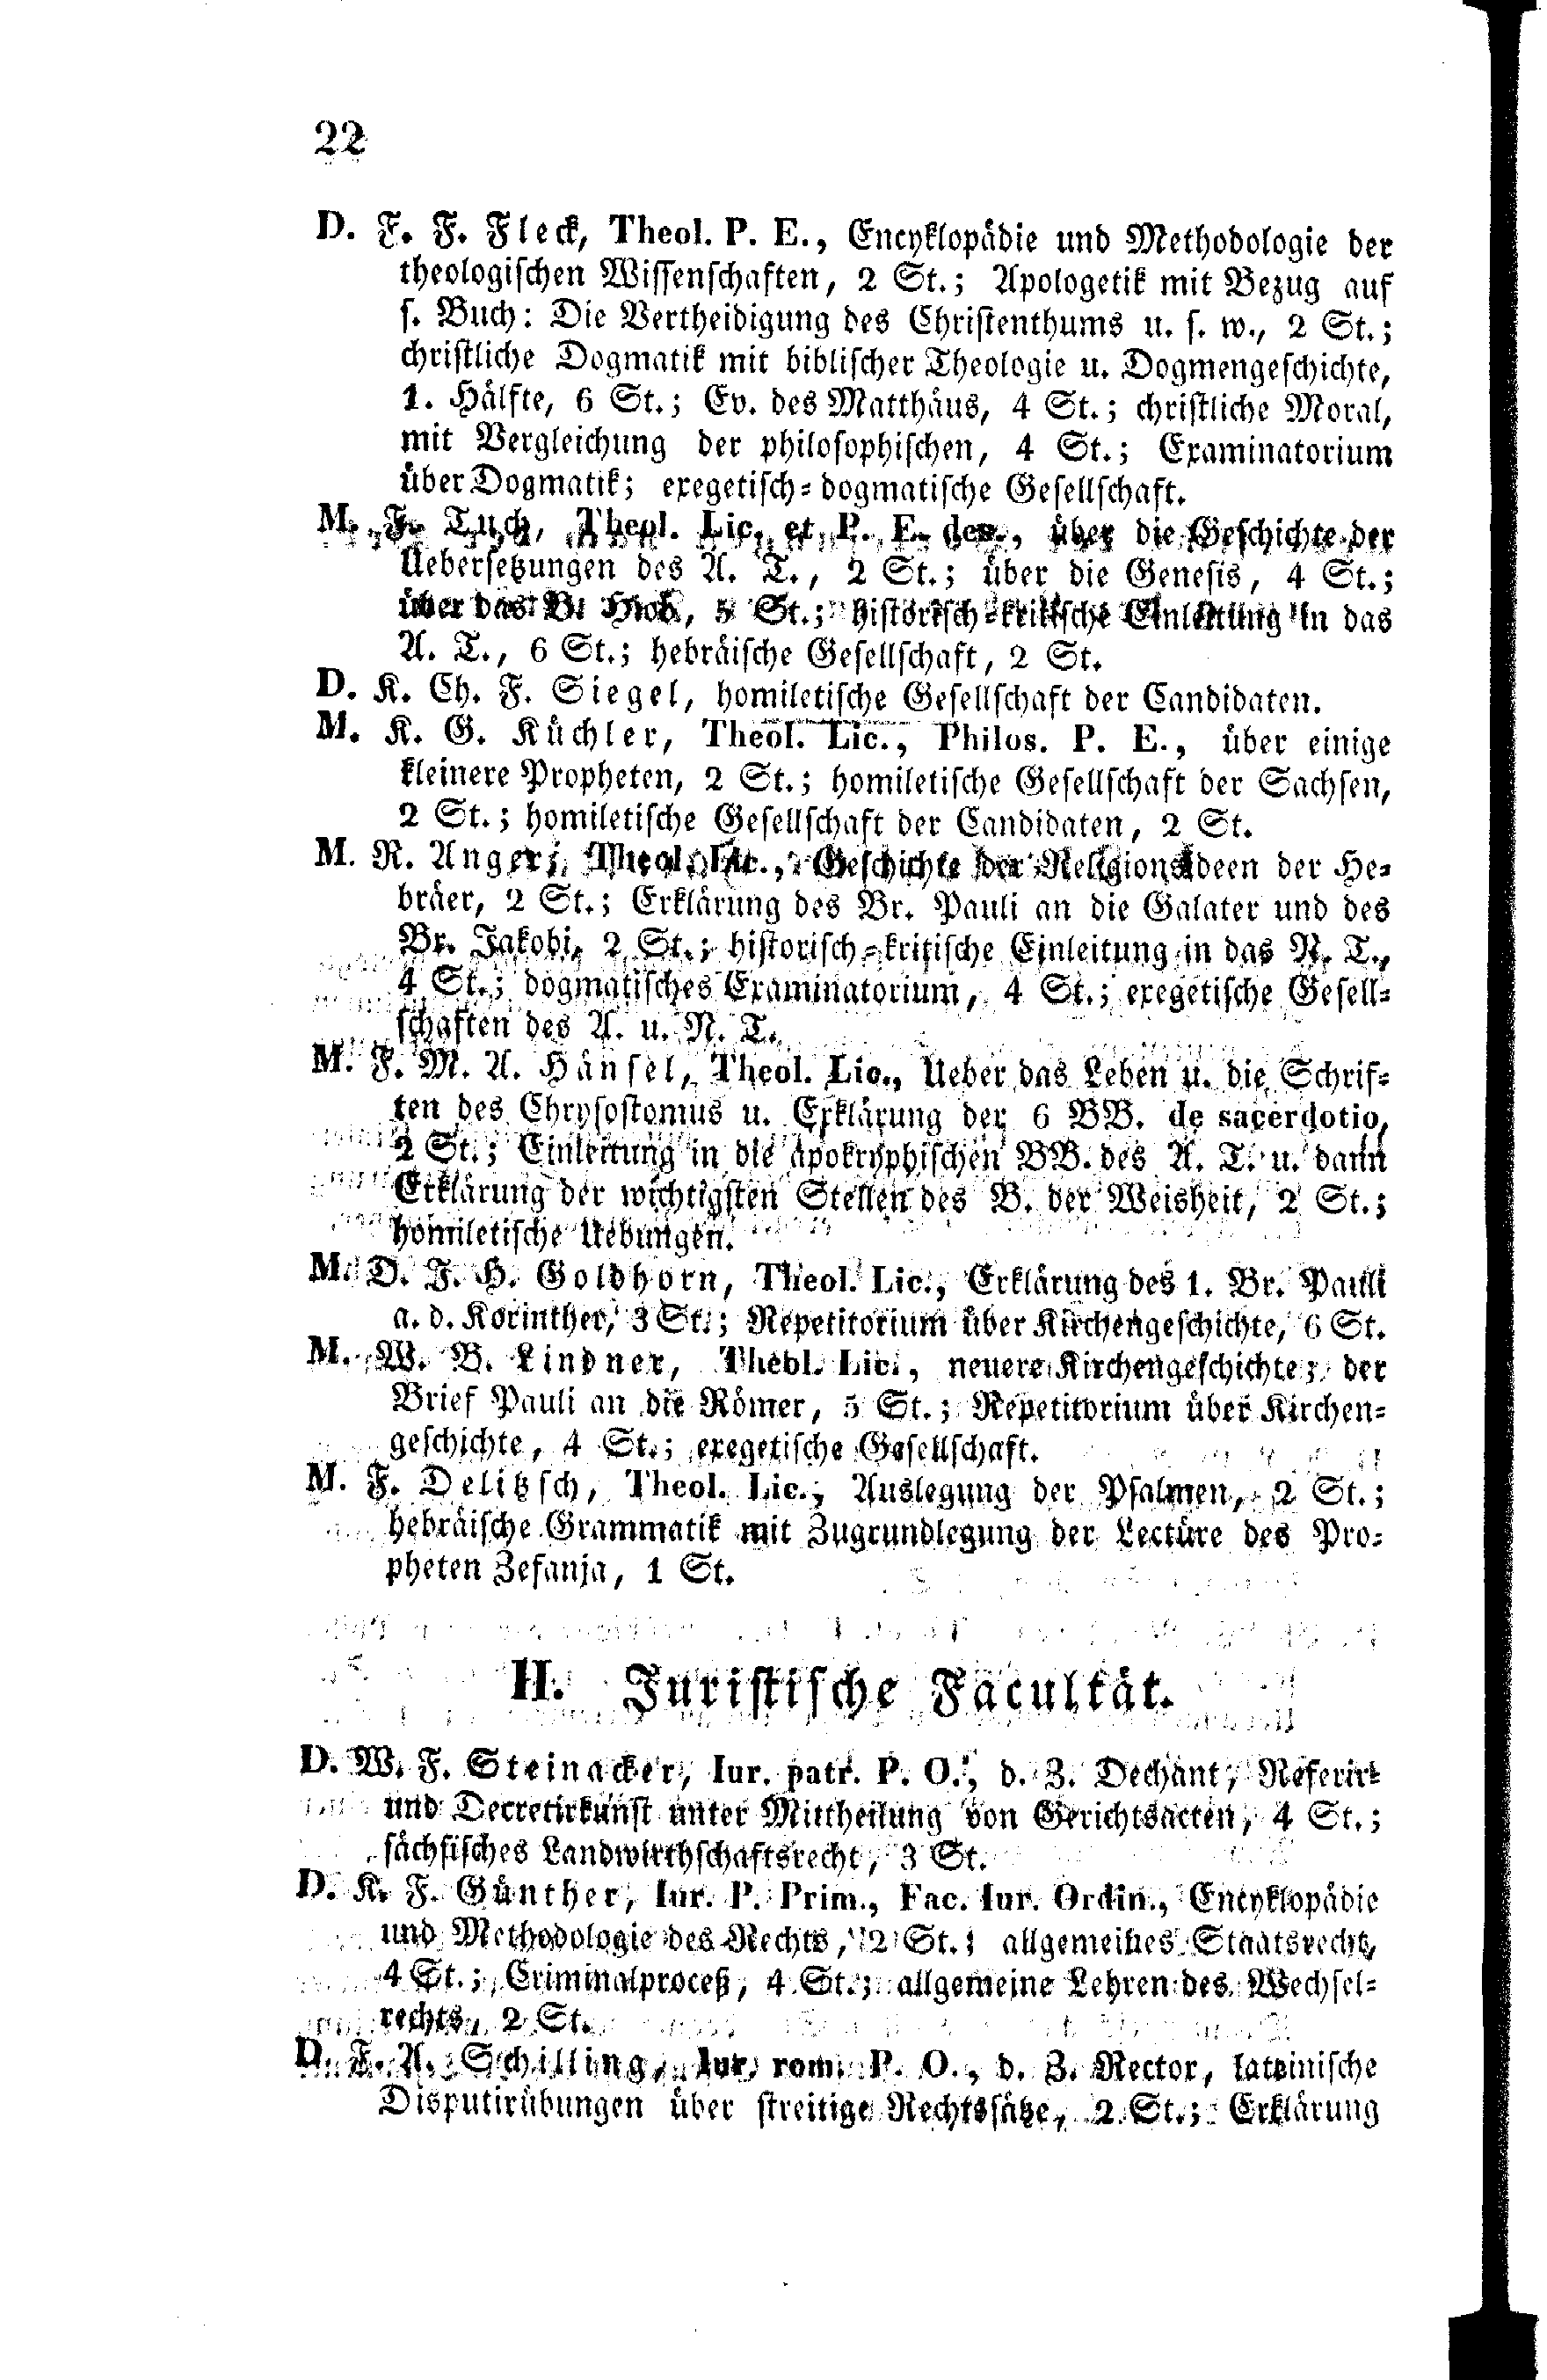 22
D. F. F. Fleck, Theol. P. E., Encyklopädie und Methodologie der
theologischen Wissenschaften, 2 St.; Apologetik mit Bezug auf
s. Buch: Die Vertheidigung des Christenthums u. s. w., 2 St.;
christliche Dogmatik mit biblischer Theologie u. Dogmengeschichte,
1. Hälfte, 6 St.; Ev. des Matthäus, 4 St.; christliche Moral,
mit Vergleichung der philosophischen, 4 St.; Examinatorium
über Dogmatik; exegetisch-dogmatische Gesellschaft.
M. F. Tuch, Theol. Lic. et P. E. des., über die Geschichte der
Uebersetzungen des A. T., 2 St.; über die Genesis, 4 St.;
über das B. Hiob, 5 St.; historisch-kritische Einleitung in das
A. T., 6 St.; hebräische Gesellschaft, 2 St.
D. K. Ch. F. Siegel, homiletische Gesellschaft der Candidaten.
M. K. G. Küchler, Theol. Lic., Philos. P. E., über einige
kleinere Propheten, 2 St.; homiletische Gesellschaft der Sachsen,
2 St.; homiletische Gesellschaft der Candidaten, 2 St.
M. R. Anger, Theol. Lic., Geschichte der Religionsideen der He-
bräer, 2 St.; Erklärung des Br. Pauli an die Galater und des
Br. Jakobi, 2 St.; historisch-kritische Einleitung in das N. T.,
4 St.; dogmatisches Examinatorium, 4 St.; exegetische Gesell-
schaften des A. u. N. T.
M. F. M. A. Hänsel, Theol. Lic., Ueber das Leben u. die Schrif-
ten des Chrysostomus u. Erklärung der 6 BB. de sacerdotio,
2 St.; Einleitung in die apokryphischen BB. des A. T. u. dann
Erklärung der wichtigsten Stellen des B. der Weisheit, 2 St.;
homiletische Uebungen.
M. D. J. H. Goldhorn, Theol. Lic., Erklärung des 1. Br. Pauli
a. d. Korinther, 3 St.; Repetitorium über Kirchengeschichte, 6 St.
M. W. B. Lindner, Theol. Lic., neuere Kirchengeschichte; der
Brief Pauli an die Römer, 5 St.; Repetitorium über Kirchen-
geschichte, 4 St.; exegetische Gesellschaft.
M. F. Delitzsch, Theol. Lic., Auslegung der Psalmen, 2 St.;
hebräische Grammatik mit Zugrundlegung der Lectüre des Pro-
pheten Zefanja, 1 St.
II. Juristische Facultät.
D. W. F. Steinacker, Iur. patr. P. O., d. Z. Dechant, Referir-
und Decretirkunst unter Mittheilung von Gerichtsacten, 4 St.;
sächsisches Landwirthschaftsrecht, 3 St.
D. K. F. Günther, Iur. P. Prim., Fac. Iur. Ordin., Encyklopädie
und Methodologie des Rechts, 2 St.; allgemeines Staatsrecht,
4 St.; Criminalproceß, 4 St.; allgemeine Lehren des Wechsel-
rechts, 2 St.
D. F. A. Schilling, Iur. rom. P. O., d. Z. Rector, lateinische
Disputirübungen über streitige Rechtssätze, 2 St.; Erklärung